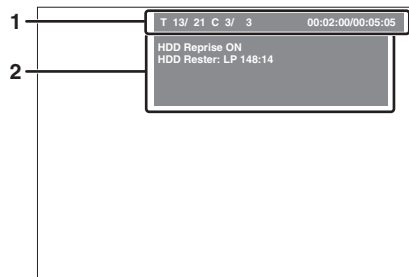 1
T 13/ 21 C 3/ 3 00:02:00/00:05:05
2
HDD Reprise ON
HDD Rester: LP 148:14